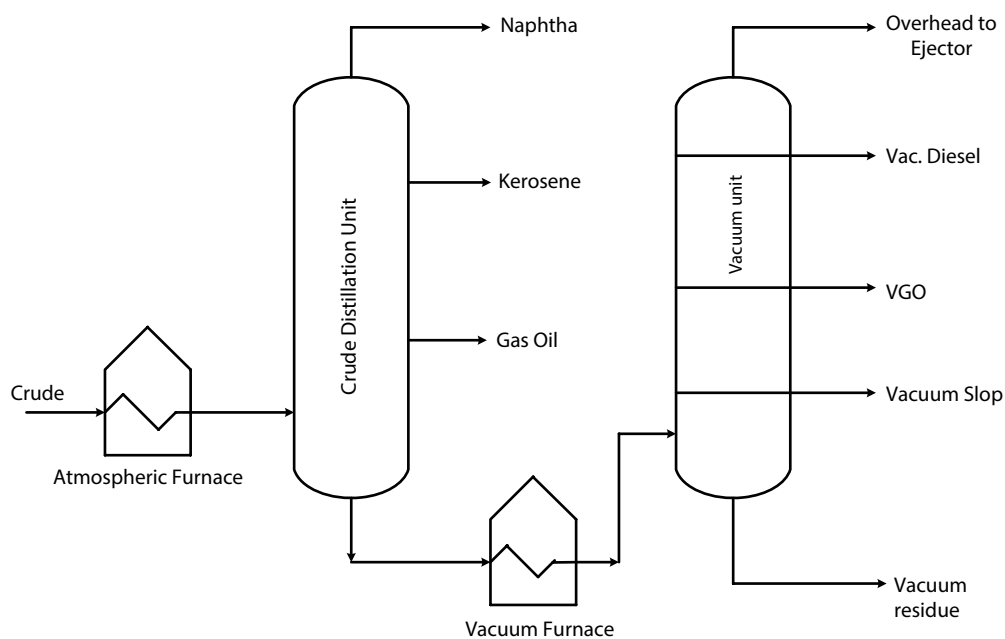 Naphtha
Overhead to
Ejector
Kerosene
Vac. Diesel
Crude Distillation Unit
Vacuum unit
VGO
Gas Oil
Crude
Vacuum Slop
Atmospheric Furnace
Vacuum
residue
Vacuum Furnace